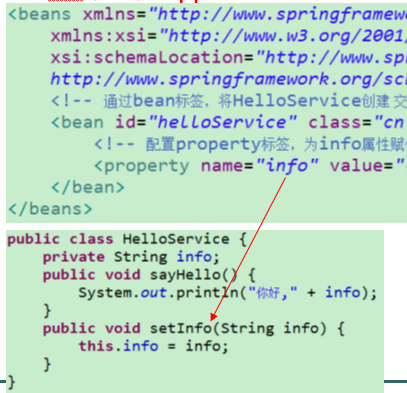 <beans xmlns="http://www.springframew
xmlns:xsi="http://www.w3.org/2001/
xsi:schemaLocation="http://www.sp
http://www.springframework.org/sc
<!-- 通过bean标签，将HelloService创建交
<bean id="helloService" class="cn
<!-- 配置property标签，为info属性赋
<property name="info" value="
</bean>
</beans>
public class HelloService {
private String info;
public void sayHello() {
System.out.println("你好," + info);
}
public void setInfo(String info) {
this.info = info;
}
}